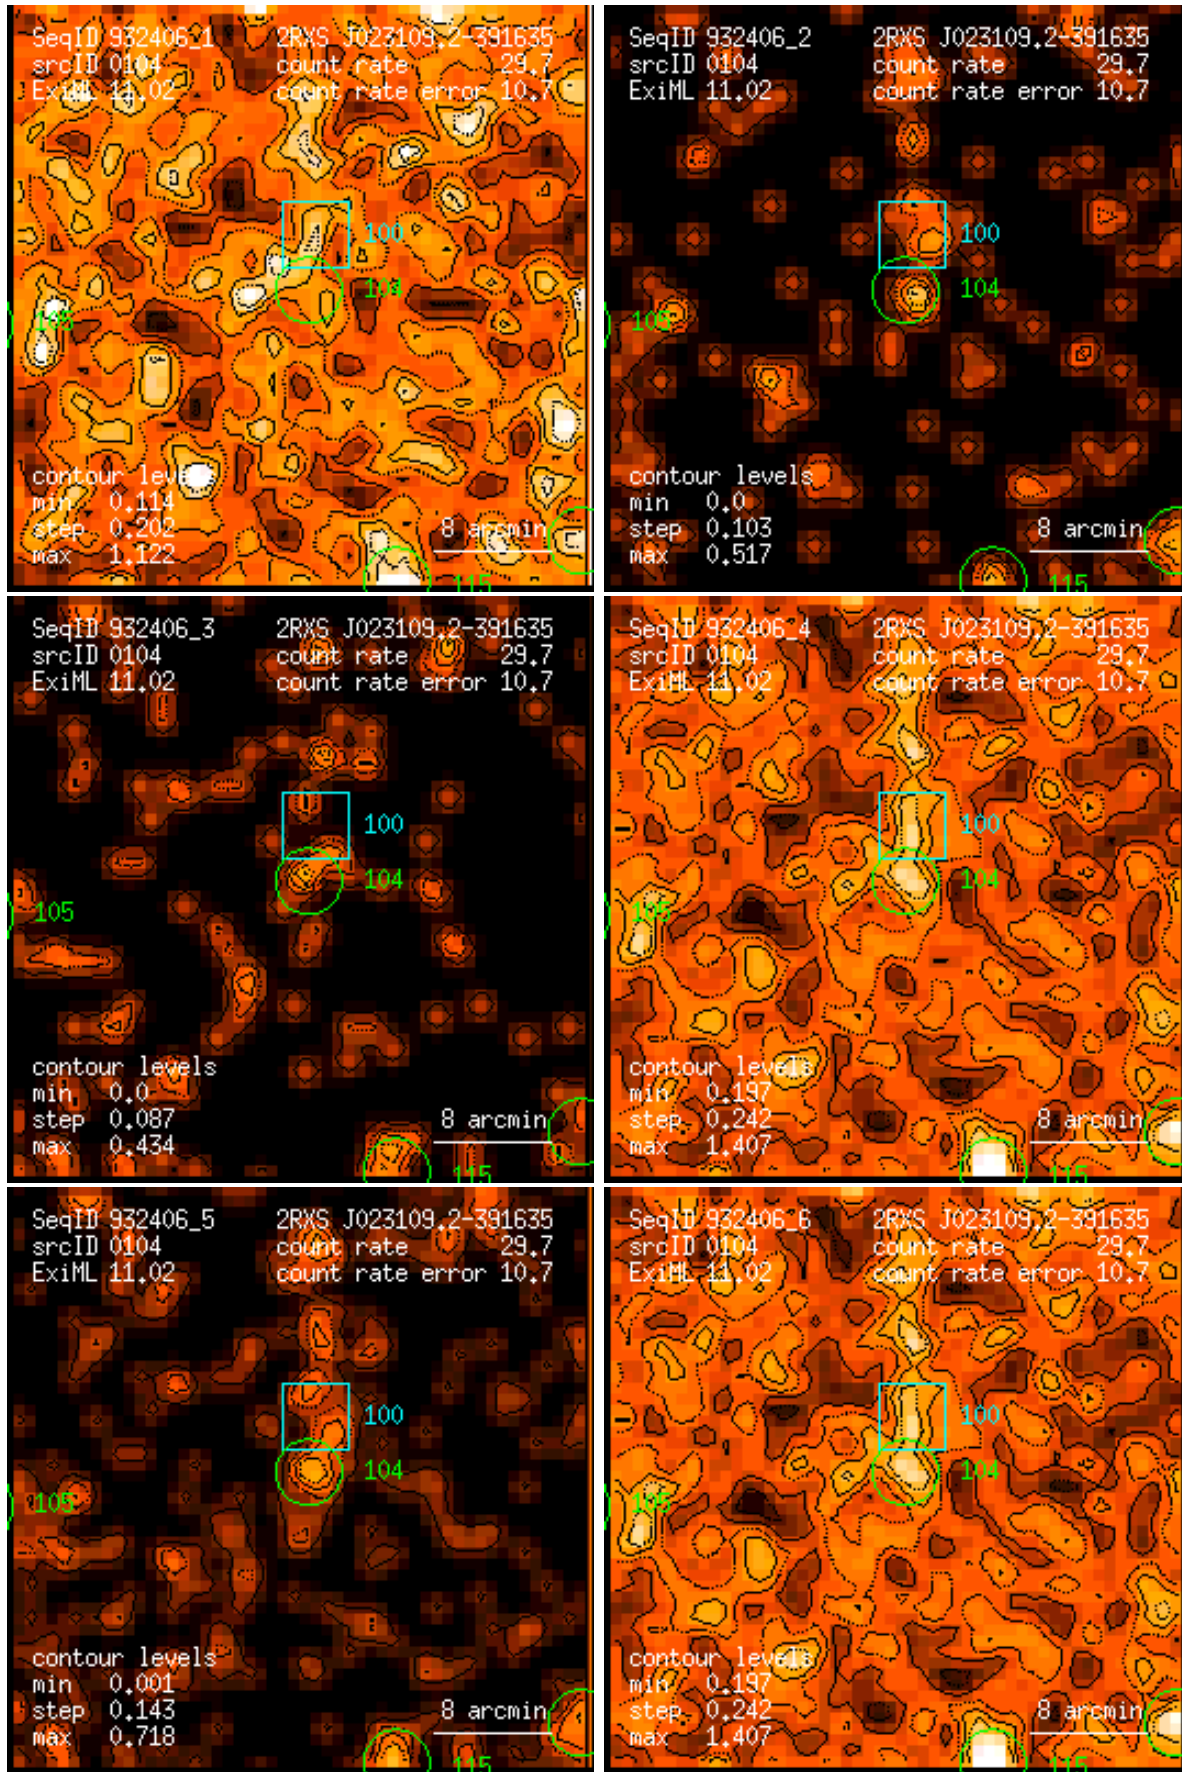 SeqID 932406_1 2RXS J023109.2-391635
srcID 0104 count rate 29.7
ExiML 11.02 count rate error 10.7
100
104
105
contour levels
min 0.114
step 0.202 8 arcmin
max 1.122
115
SeqID 932406_2 2RXS J023109.2-391635
srcID 0104 count rate 29.7
ExiML 11.02 count rate error 10.7
100
104
105
contour levels
min 0.0
step 0.103 8 arcmin
max 0.517
115
SeqID 932406_3 2RXS J023109.2-391635
srcID 0104 count rate 29.7
ExiML 11.02 count rate error 10.7
100
104
105
contour levels
min 0.0
step 0.087 8 arcmin
max 0.434
115
SeqID 932406_4 2RXS J023109.2-391635
srcID 0104 count rate 29.7
ExiML 11.02 count rate error 10.7
100
104
105
contour levels
min 0.197
step 0.242 8 arcmin
max 1.407
115
SeqID 932406_5 2RXS J023109.2-391635
srcID 0104 count rate 29.7
ExiML 11.02 count rate error 10.7
100
104
105
contour levels
min 0.001
step 0.143 8 arcmin
max 0.718
115
SeqID 932406_6 2RXS J023109.2-391635
srcID 0104 count rate 29.7
ExiML 11.02 count rate error 10.7
100
104
105
contour levels
min 0.197
step 0.242 8 arcmin
max 1.407
115